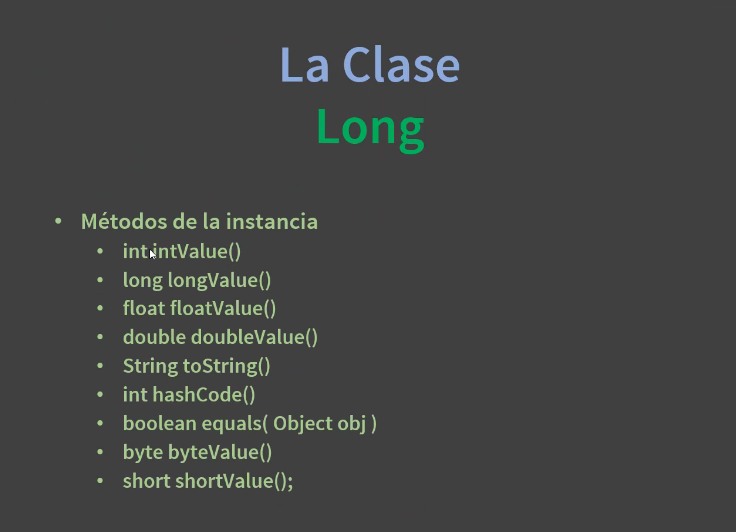 La Clase
Long
• Métodos de la instancia
• int intValue()
• long longValue()
• float floatValue()
• double doubleValue()
• String toString()
• int hashCode()
• boolean equals( Object obj )
• byte byteValue()
• short shortValue();